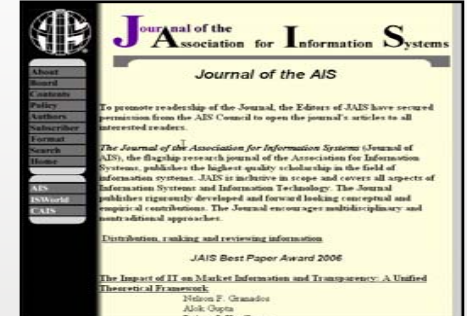 Journal of the
Association for Information Systems
About
Board
Contents
Policy
Authors
Subscriber
Format
Search
Home
AIS
ISWorld
CAIS
Journal of the AIS
To promote readership of the Journal, the Editors of JAIS have secured
permission from the AIS Council to open the journal's articles to all
interested readers.
The Journal of the Association for Information Systems (Journal of
AIS), the flagship research journal of the Association for Information
Systems, publishes the highest quality scholarship in the field of
information systems. JAIS is inclusive in scope and covers all aspects of
Information Systems and Information Technology. The Journal
publishes rigorously developed and forward looking conceptual and
empirical contributions. The Journal encourages multidisciplinary and
nontraditional approaches.
Distribution, ranking and reviewing information
JAIS Best Paper Award 2006
The Impact of IT on Market Information and Transparency: A Unified
Theoretical Framework
Nelson F. Granados
Alok Gupta